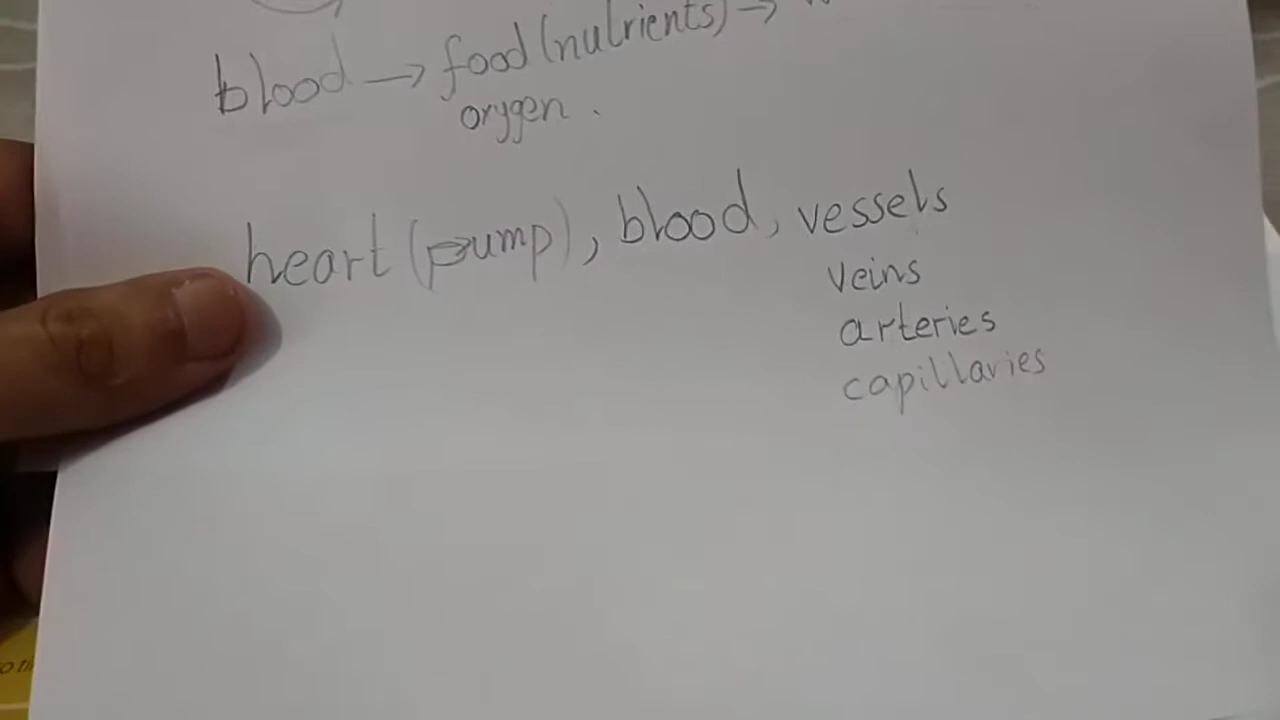 blood → food (nutrients) →
oxygen .
heart (pump), blood, vessels
veins
arteries
capillaries